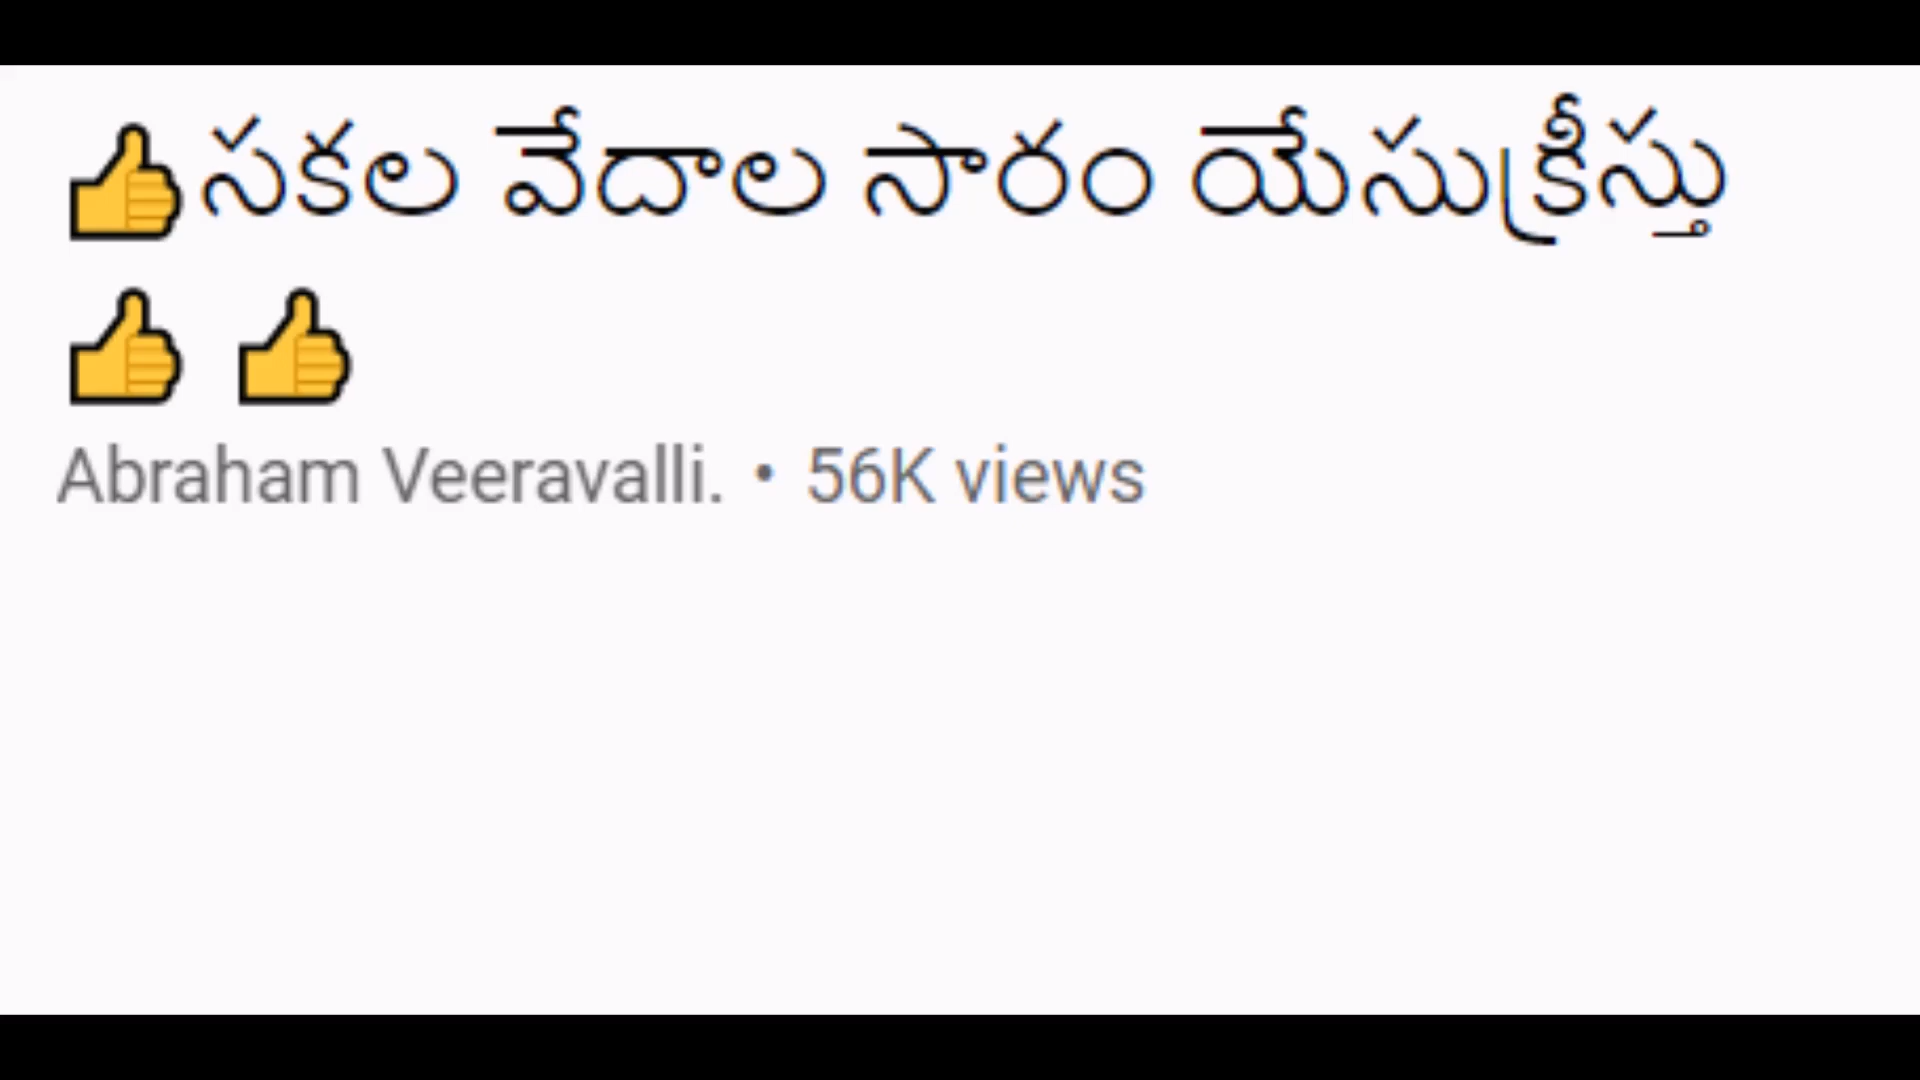 👍సకల వేదాల సారం యేసుక్రీస్తు
👍 👍
Abraham Veeravalli. • 56K views